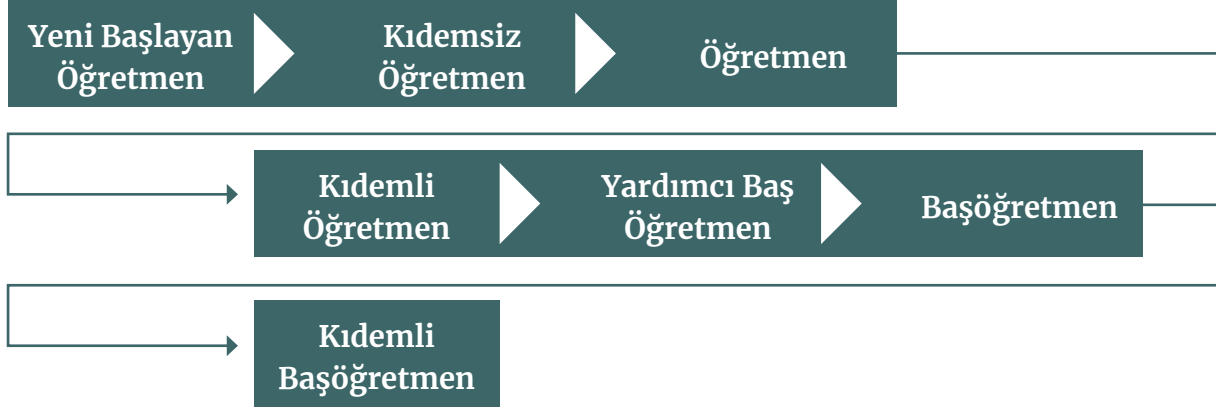 Yeni Başlayan
Öğretmen
Kıdemsiz
Öğretmen
Öğretmen
Kıdemli
Öğretmen
Yardımcı Baş
Öğretmen
Başöğretmen
Kıdemli
Başöğretmen